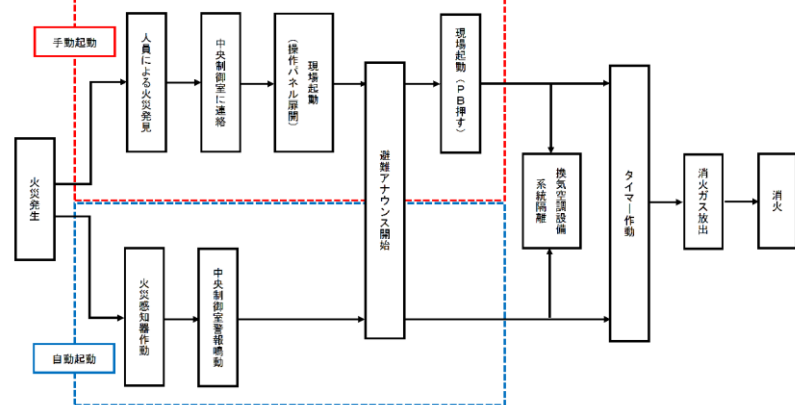 手動起動
人員による火災発見
中央制御室に連絡
現場起動
(操作パネル扉開)
現場起動(PB押す)
火災発生
避難アナウンス開始
換気空調設備
系統隔離
タイマー作動
消火ガス放出
消火
火災感知器作動
中央制御室警報鳴動
自動起動